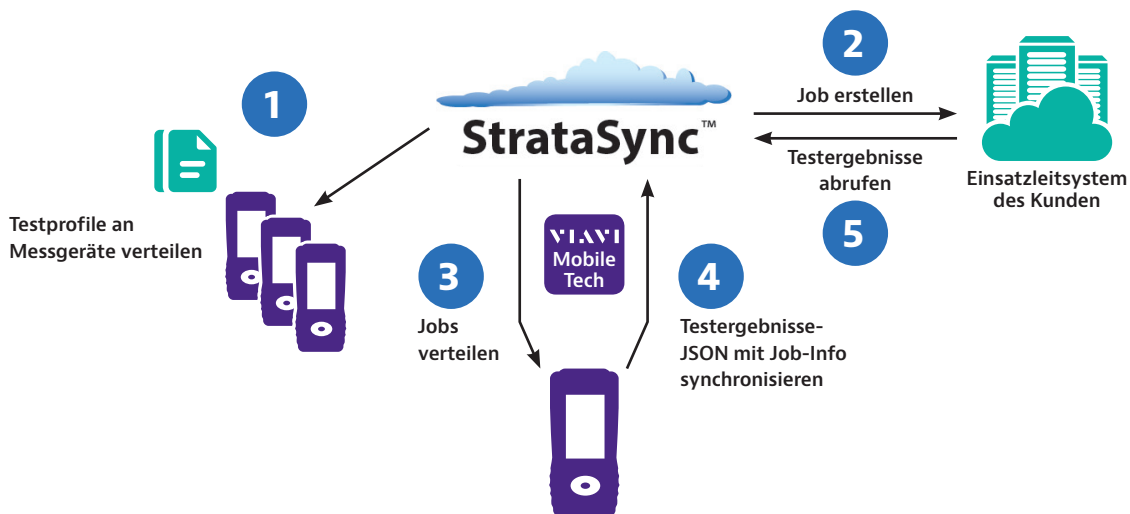 1
Testprofile an
Messgeräte verteilen
StrataSync™
2
Job erstellen
Testergebnisse
abrufen
5
Einsatzleitsystem
des Kunden
3
Jobs
verteilen
VIAVI
Mobile
Tech
4
Testergebnisse-
JSON mit Job-Info
synchronisieren